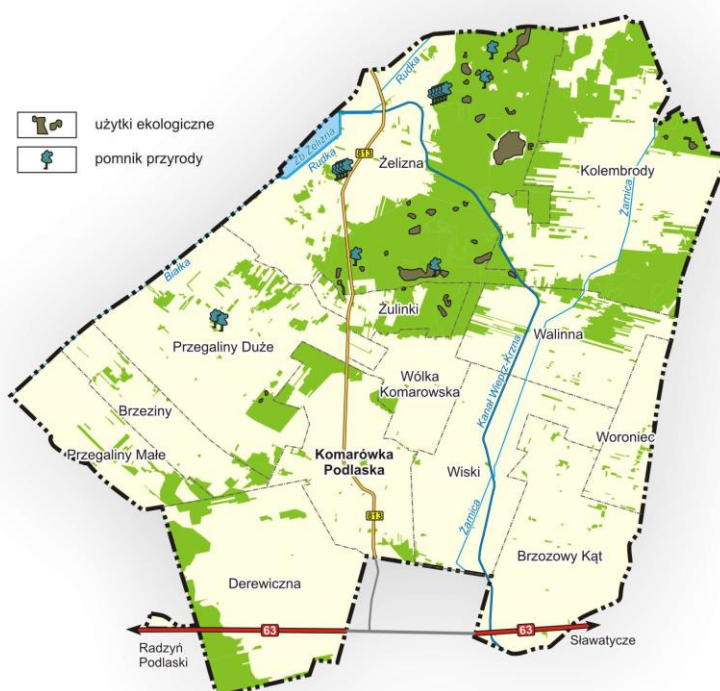 użytki ekologiczne
pomnik przyrody
Rudka
Zb. Żelizna
Rudka
813
Żelizna
Kolembrody
Żarnica
Białka
Żulinki
Walinna
Przegaliny Duże
Wólka
Komarowska
Kanał Wieprz-Krzna
Brzeziny
Woroniec
Przegaliny Małe
Komarówka
Podlaska
Wiski
813
Żarnica
Brzozowy Kąt
Derewiczna
63
63
Radzyń
Podlaski
Sławatycze